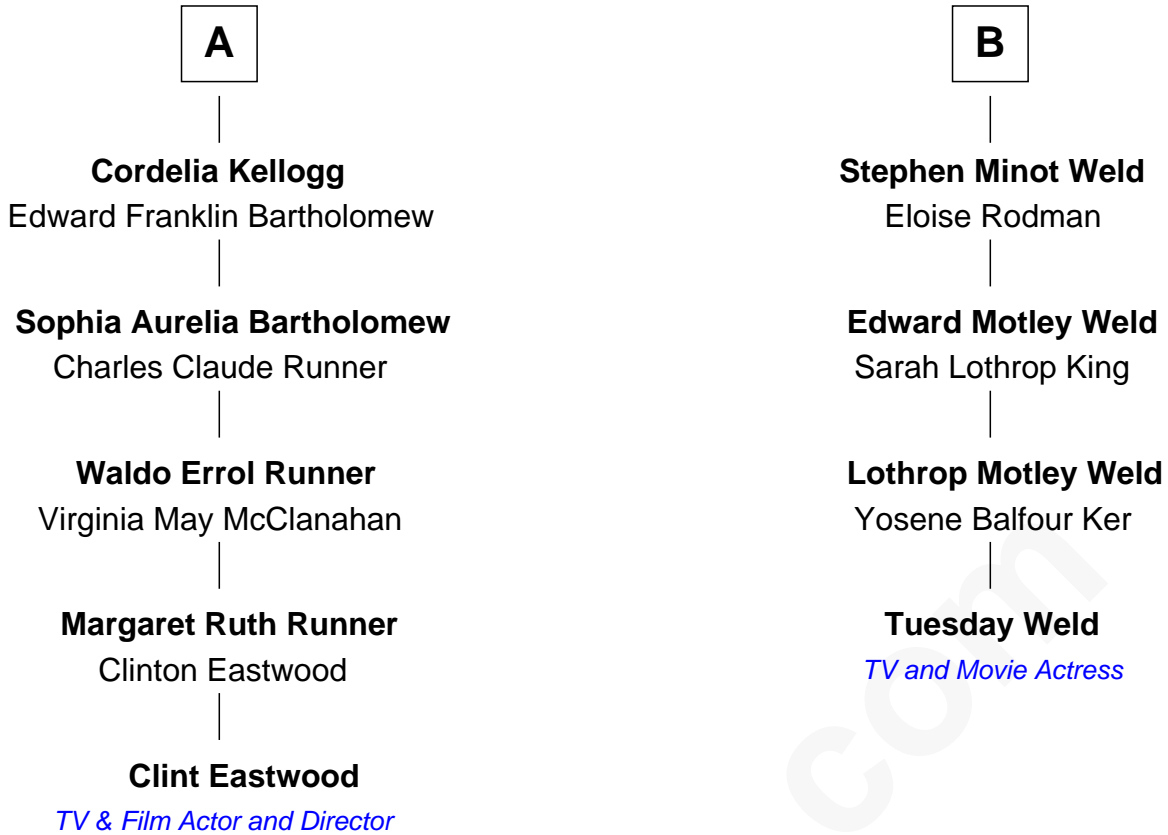 A
Cordelia Kellogg
Edward Franklin Bartholomew
Sophia Aurelia Bartholomew
Charles Claude Runner
Waldo Errol Runner
Virginia May McClanahan
Margaret Ruth Runner
Clinton Eastwood
Clint Eastwood
TV & Film Actor and Director
B
Stephen Minot Weld
Eloise Rodman
Edward Motley Weld
Sarah Lothrop King
Lothrop Motley Weld
Yosene Balfour Ker
Tuesday Weld
TV and Movie Actress
com